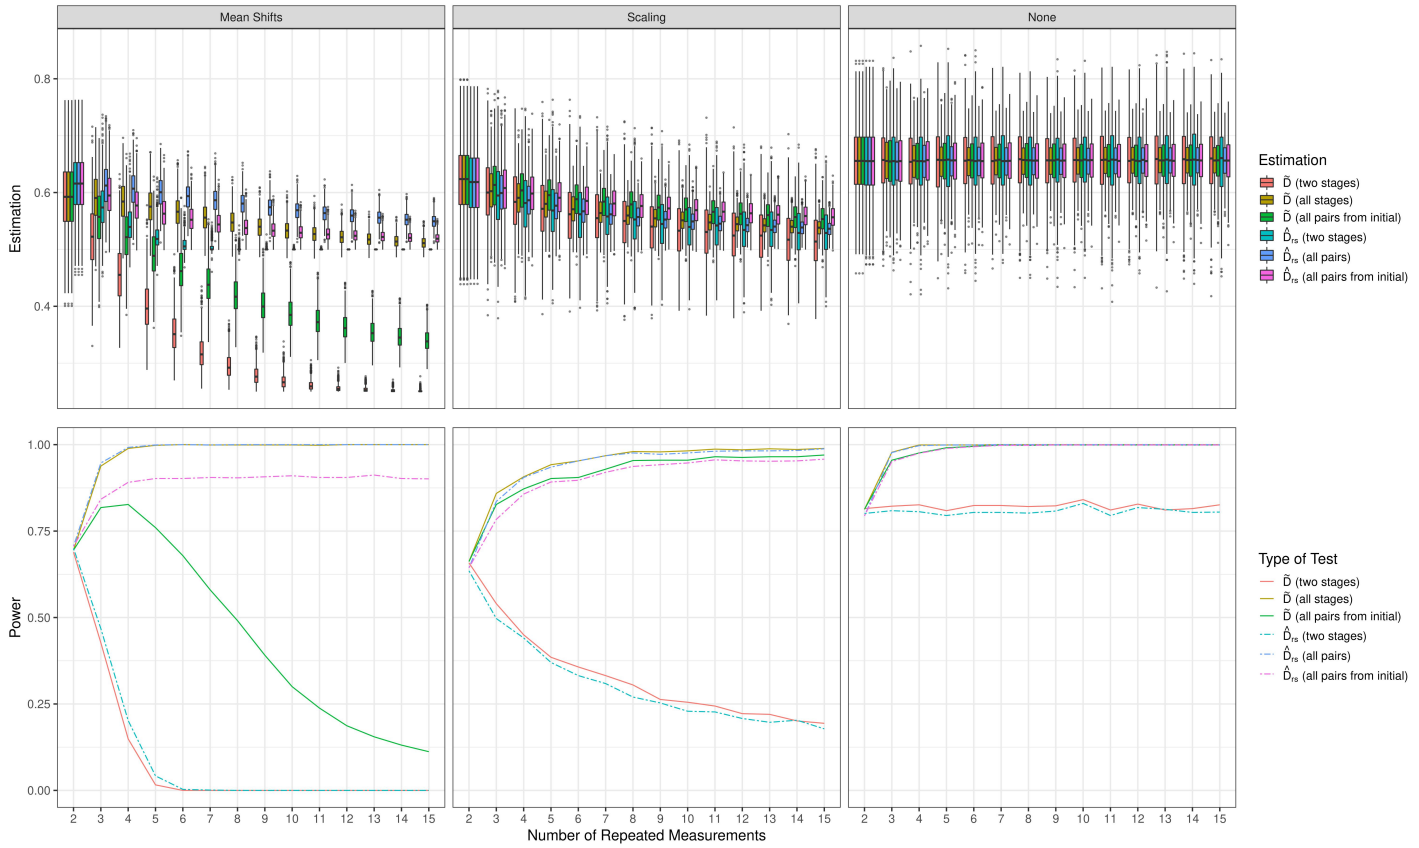 Mean Shifts
Scaling
None
Estimation
0.8
0.6
0.4
Power
1.00
0.75
0.50
0.25
0.00
2 3 4 5 6 7 8 9 10 11 12 13 14 15
2 3 4 5 6 7 8 9 10 11 12 13 14 15
2 3 4 5 6 7 8 9 10 11 12 13 14 15
Number of Repeated Measurements
Estimation
D̃ (two stages)
D̃ (all stages)
D̃ (all pairs from initial)
D̂rs (two stages)
D̂rs (all pairs)
D̂rs (all pairs from initial)
Type of Test
D̃ (two stages)
D̃ (all stages)
D̃ (all pairs from initial)
D̂rs (two stages)
D̂rs (all pairs)
D̂rs (all pairs from initial)